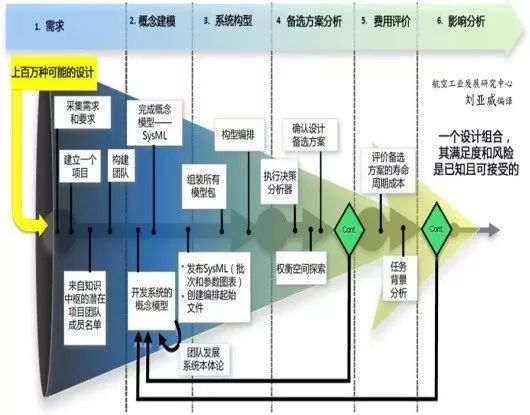 1. 需求
2. 概念建模
3. 系统构型
4. 备选方案分析
5. 费用评价
6. 影响分析
上百万种可能的设计
航空工业发展研究中心
刘亚威编译
采集需求
和要求
建立一个
项目
构建
团队
完成概念
模型——
SysML
构型编排
确认设计
备选方案
组装所有
模型包
执行决策
分析器
评价备选
方案的寿命
周期成本
一个设计组合，
其满足度和风险
是已知且可接受的
Cont.
Cont.
来自知识
中枢的潜在
项目团队
成员名单
开发系统的
概念模型
• 发布SysML（批
次和参数图表）
• 创建编排起始
文件
权衡空间探索
任务
背景
分析
团队发展
系统本体论